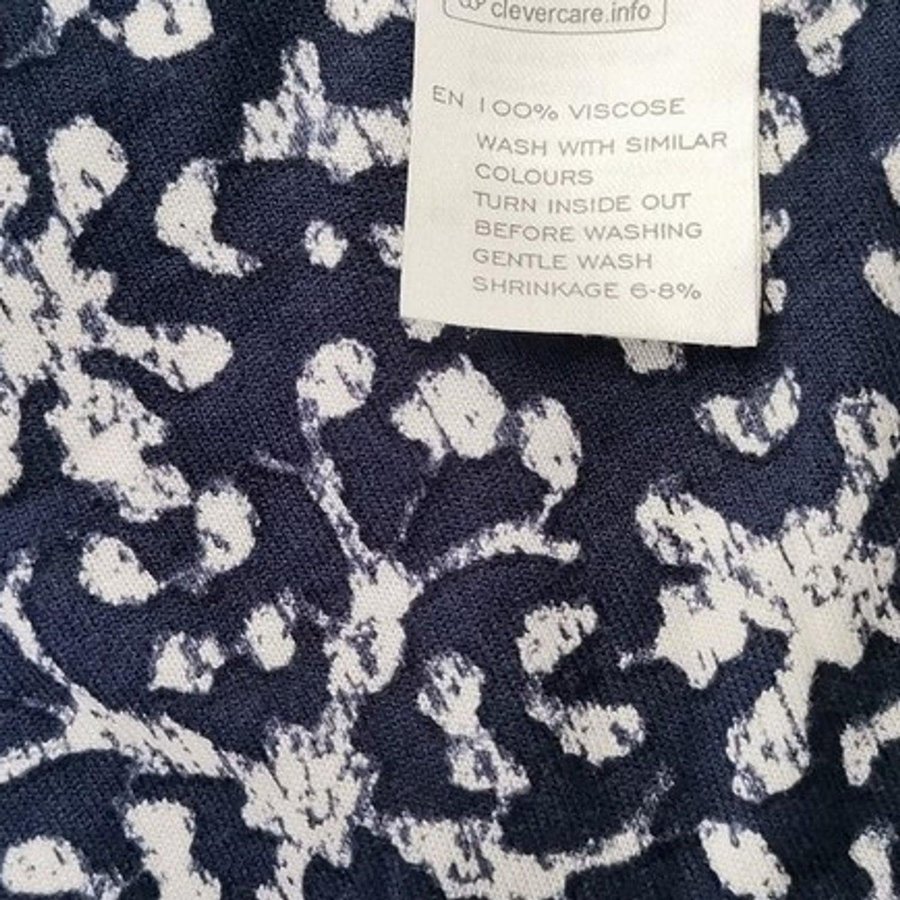 clevercare.info
EN 100% VISCOSE
WASH WITH SIMILAR
COLOURS
TURN INSIDE OUT
BEFORE WASHING
GENTLE WASH
SHRINKAGE 6-8%